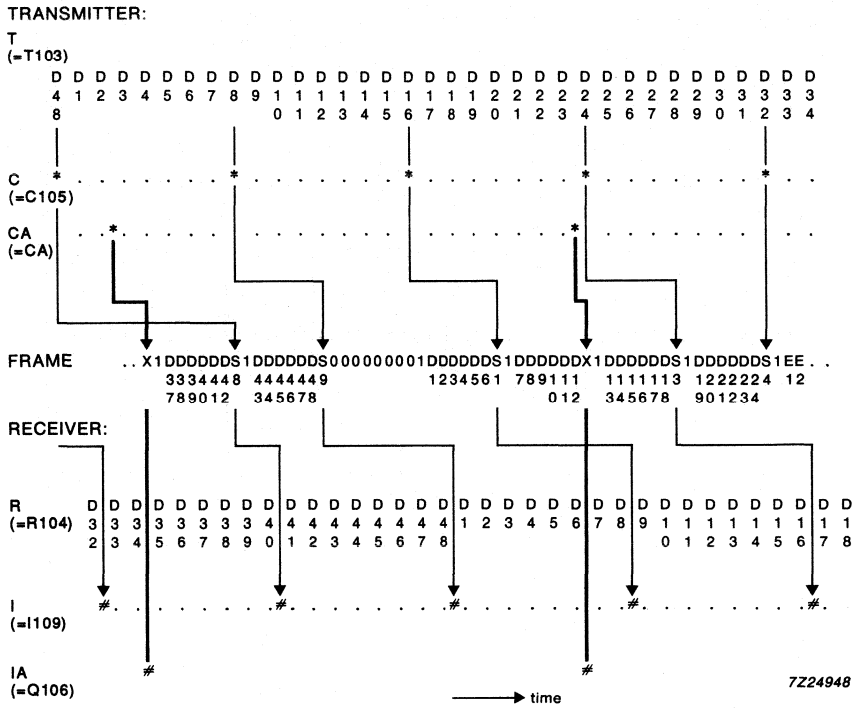 TRANSMITTER:
T
(=T103)
D D D D D D D D D D D D D D D D D D D D D D D D D D D D D D D D D D D
4 1 2 3 4 5 6 7 8 9 1 1 1 1 1 1 1 1 1 1 2 2 2 2 2 2 2 2 2 2 3 3 3 3 3
8 0 1 2 3 4 5 6 7 8 9 0 1 2 3 4 5 6 7 8 9 0 1 2 3 4
C
(=C105)
* * * * *
CA
(=CA)
* *
FRAME
. . X1DDDDDDS1DDDDDDS000000001DDDDDDS1DDDDDDX1DDDDDDS1DDDDDDS1EE . .
3334448 4444449 1234561 789111 1111113 1222224 12
789012 345678 012 345678 901234
RECEIVER:
R
(=R104)
D D D D D D D D D D D D D D D D D D D D D D D D D D D D D D D D D D D
3 3 3 3 3 3 3 3 4 4 4 4 4 4 4 4 4 1 2 3 4 5 6 7 8 9 1 1 1 1 1 1 1 1 1
2 3 4 5 6 7 8 9 0 1 2 3 4 5 6 7 8 0 1 2 3 4 5 6 7 8
I
(=I109)
# # # # #
IA
(=Q106)
# #
time
7Z24948